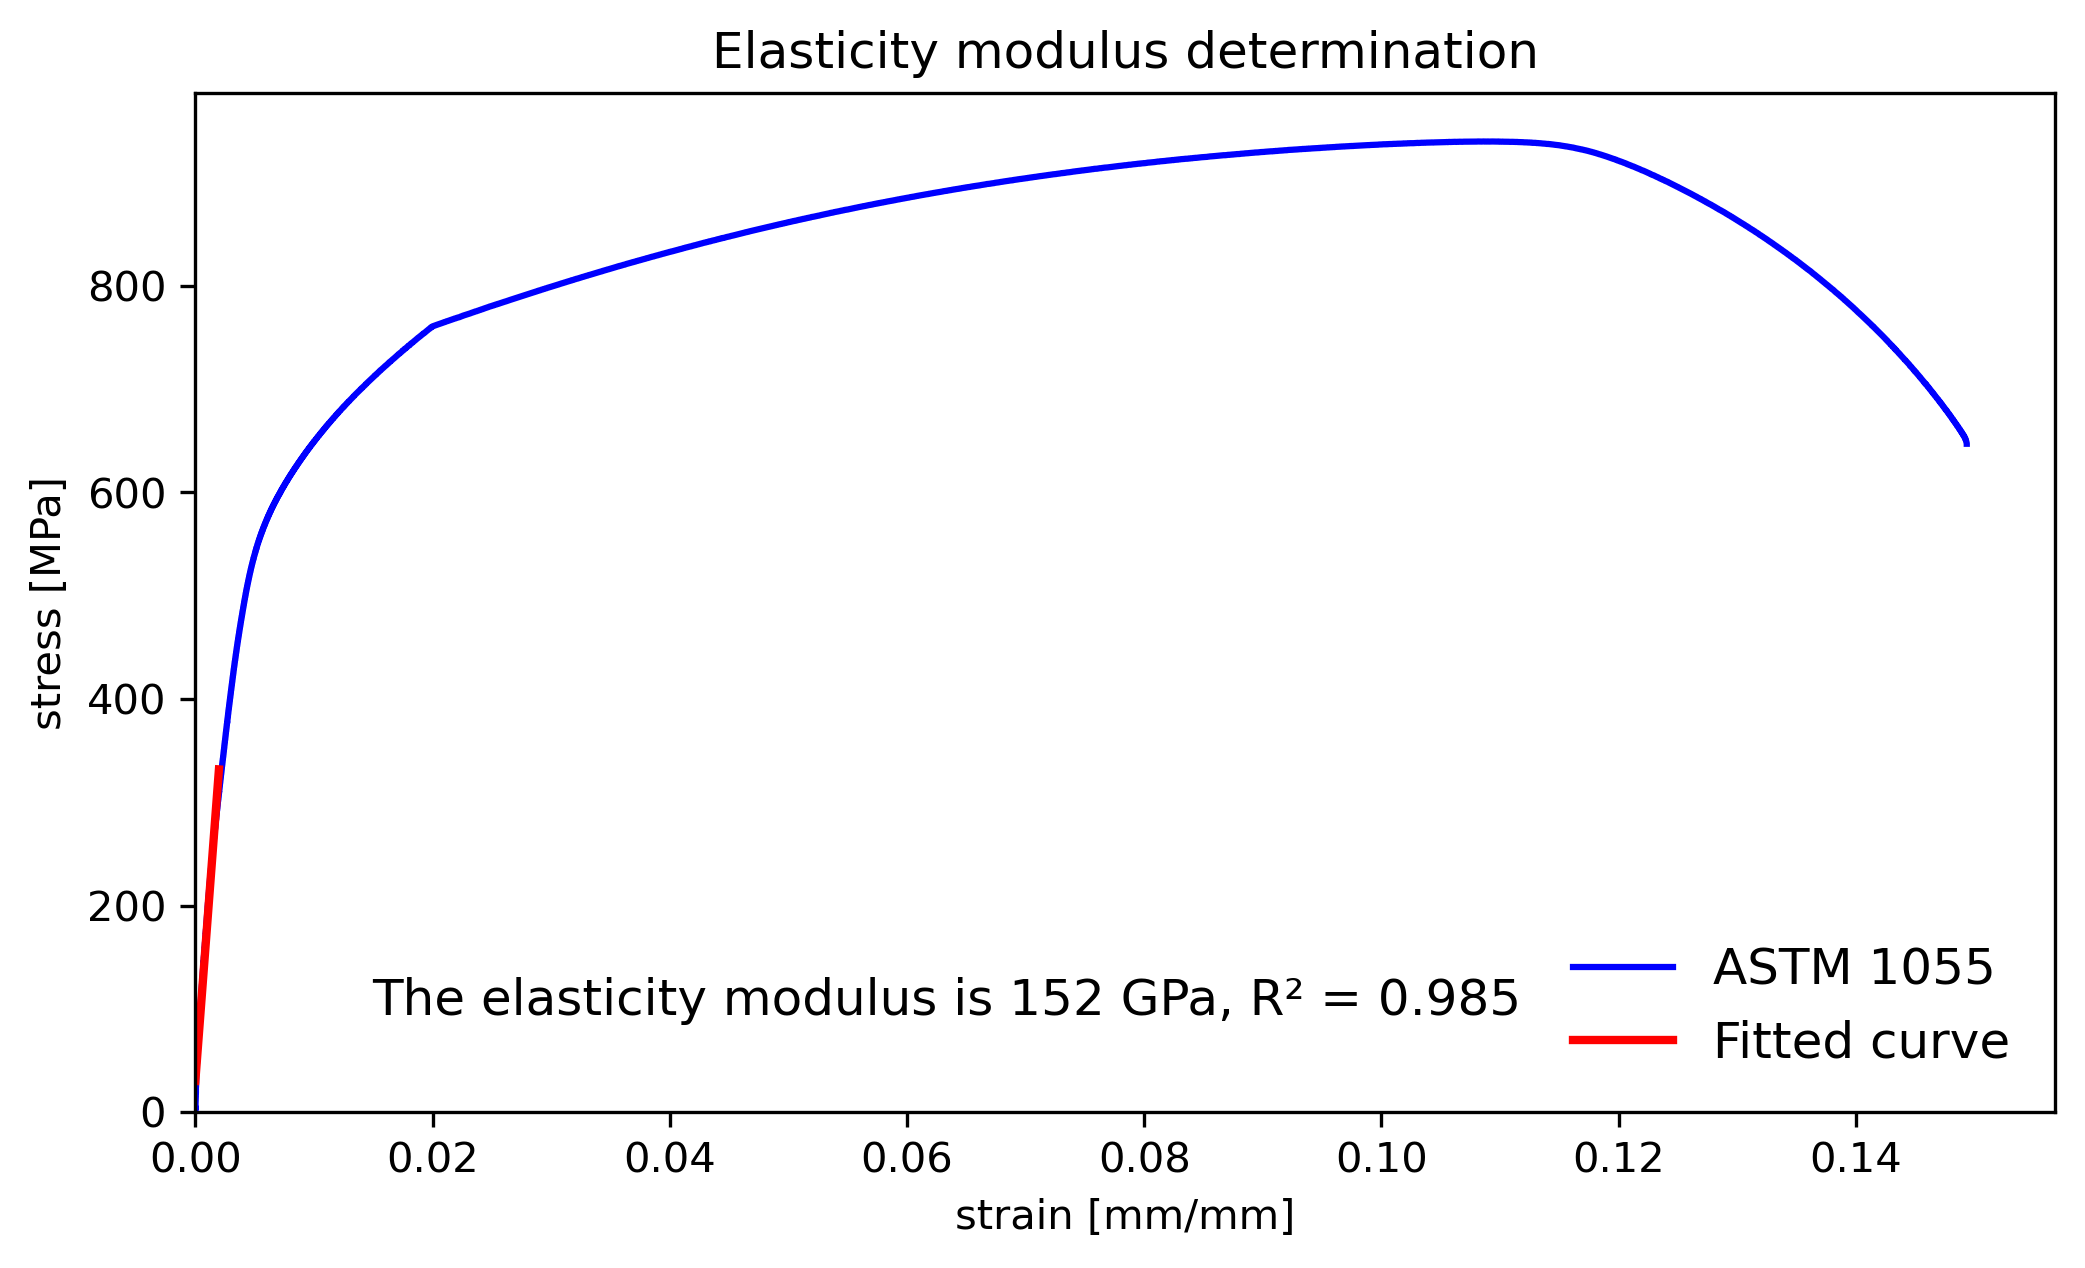 Elasticity modulus determination
stress [MPa]
800
600
400
200
0
The elasticity modulus is 152 GPa, R² = 0.985
ASTM 1055
Fitted curve
0.00 0.02 0.04 0.06 0.08 0.10 0.12 0.14
strain [mm/mm]